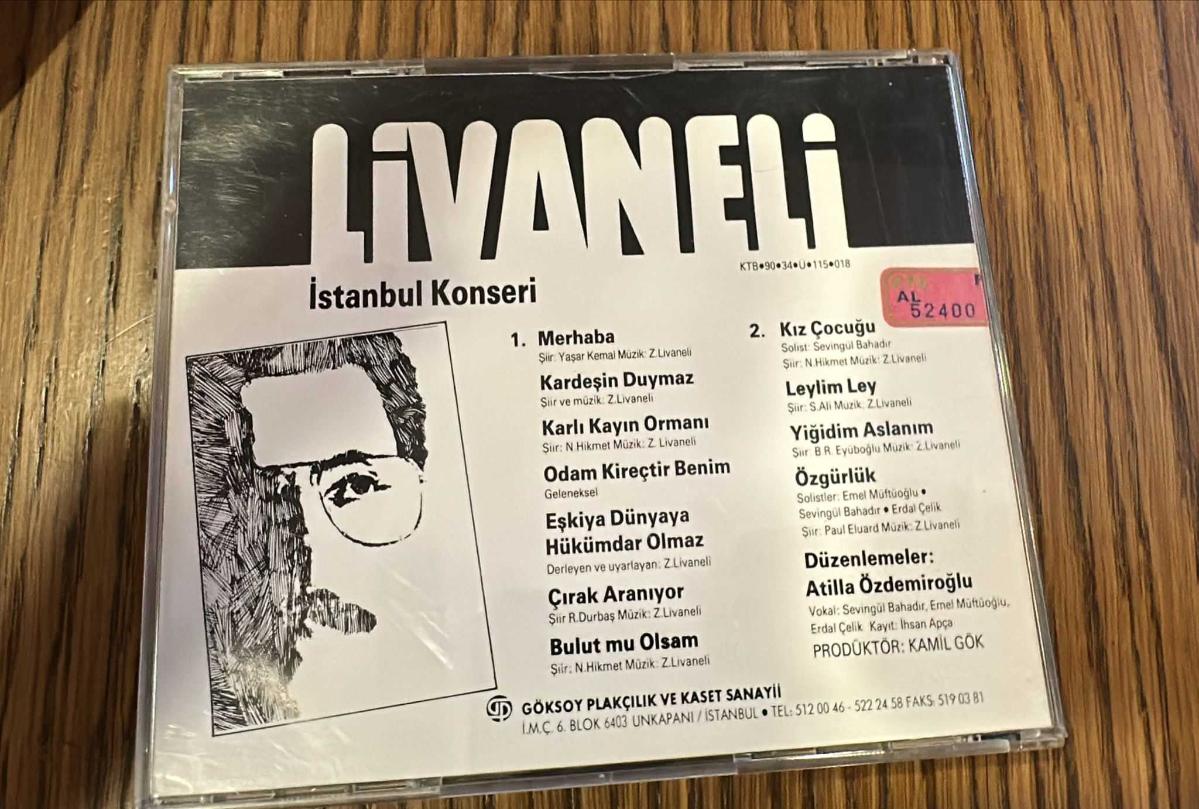 LİVANELİ
KTB•90•34•Ü•115•018
İstanbul Konseri
AL
52400
1. Merhaba
Şiir: Yaşar Kemal Müzik: Z.Livaneli
Kardeşin Duymaz
Şiir ve müzik: Z.Livaneli
Karlı Kayın Ormanı
Şiir: N.Hikmet Müzik: Z. Livaneli
Odam Kireçtir Benim
Geleneksel
Eşkiya Dünyaya
Hükümdar Olmaz
Derleyen ve uyarlayan: Z.Livaneli
Çırak Aranıyor
Şiir R.Durbaş Müzik: Z.Livaneli
Bulut mu Olsam
Şiir: N.Hikmet Müzik: Z.Livaneli
2. Kız Çocuğu
Solist: Sevingül Bahadır
Şiir: N.Hikmet Müzik: Z.Livaneli
Leylim Ley
Şiir: S.Ali Muzik: Z.Livaneli
Yiğidim Aslanım
Şiir: B.R. Eyüboğlu Müzik: Z.Livaneli
Özgürlük
Solistler: Emel Müftüoğlu •
Sevingül Bahadır • Erdal Çelik
Şiir: Paul Eluard Müzik: Z.Livaneli
Düzenlemeler:
Atilla Özdemiroğlu
Vokal: Sevingül Bahadır, Emel Müftüoğlu,
Erdal Çelik Kayıt: İhsan Apça
PRODÜKTÖR: KAMİL GÖK
GÖKSOY PLAKÇILIK VE KASET SANAYİİ
İ.M.Ç. 6. BLOK 6403 UNKAPANI / İSTANBUL • TEL: 512 00 46 - 522 24 58 FAKS: 519 03 81